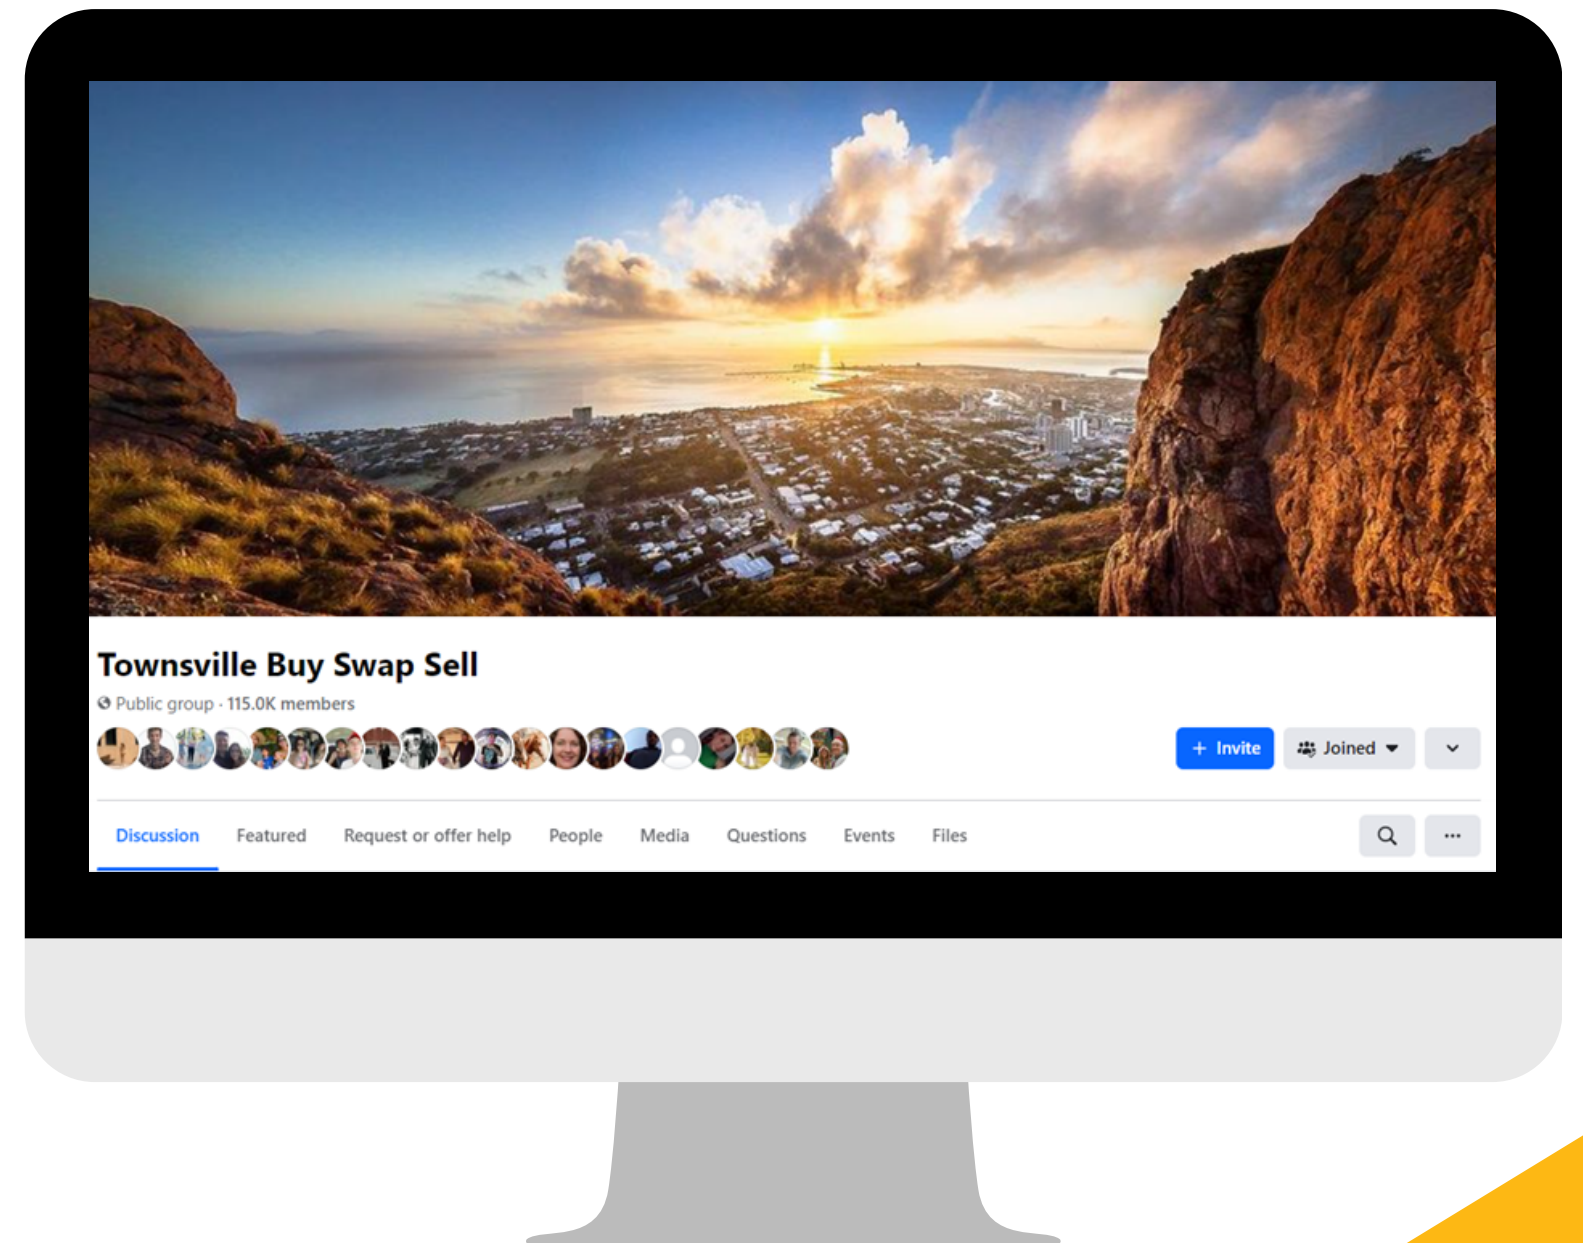 Townsville Buy Swap Sell
Public group · 115.0K members
+ Invite
Joined
Discussion
Featured
Request or offer help
People
Media
Questions
Events
Files